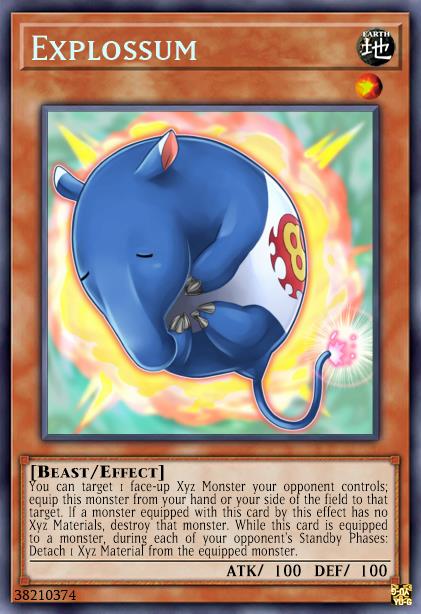 EXPLOSSUM
EARTH
地
8
[BEAST/EFFECT]
You can target 1 face-up Xyz Monster your opponent controls;
equip this monster from your hand or your side of the field to that
target. If a monster equipped with this card by this effect has no
Xyz Materials, destroy that monster. While this card is equipped
to a monster, during each of your opponent's Standby Phases:
Detach 1 Xyz Material from the equipped monster.
ATK/ 100 DEF/ 100
38210374